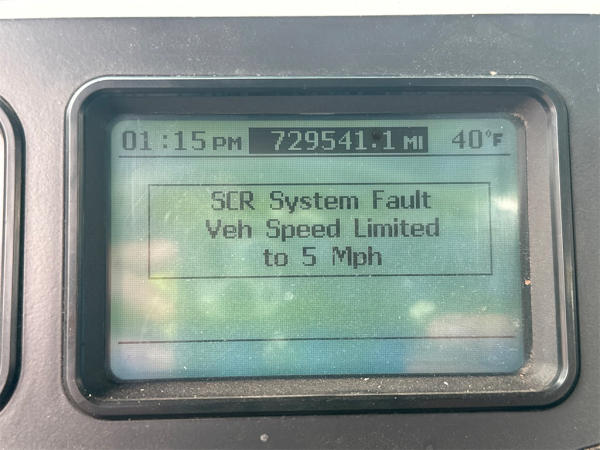 01:15 PM 729541.1 MI 40°F
SCR System Fault
Veh Speed Limited
to 5 Mph